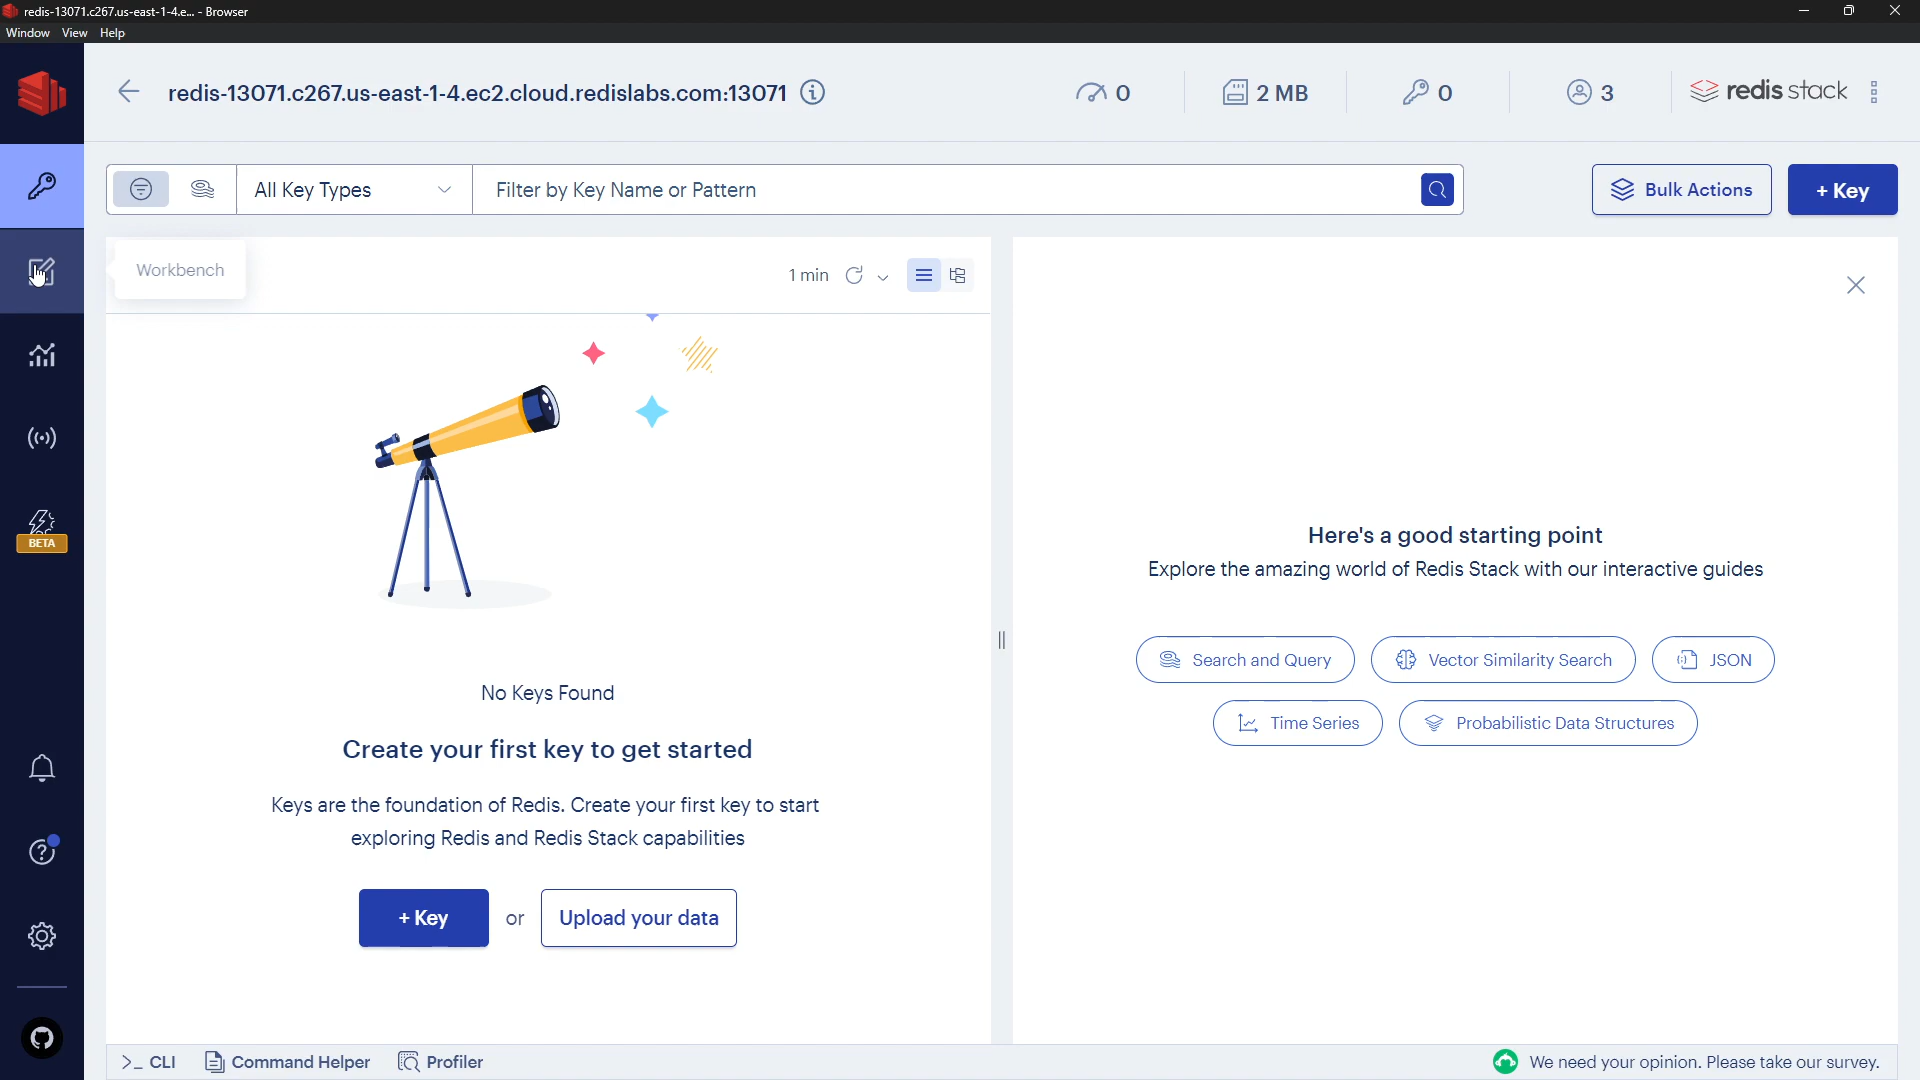 redis-13071.c267.us-east-1-4.e... - Browser
Window View Help
redis-13071.c267.us-east-1-4.ec2.cloud.redislabs.com:13071
0
2 MB
0
3
redis stack
All Key Types
Filter by Key Name or Pattern
Bulk Actions
+ Key
Workbench
1 min
BETA
No Keys Found
Create your first key to get started
Keys are the foundation of Redis. Create your first key to start
exploring Redis and Redis Stack capabilities
+ Key
or
Upload your data
Here's a good starting point
Explore the amazing world of Redis Stack with our interactive guides
Search and Query
Vector Similarity Search
JSON
Time Series
Probabilistic Data Structures
>_ CLI
Command Helper
Profiler
We need your opinion. Please take our survey.